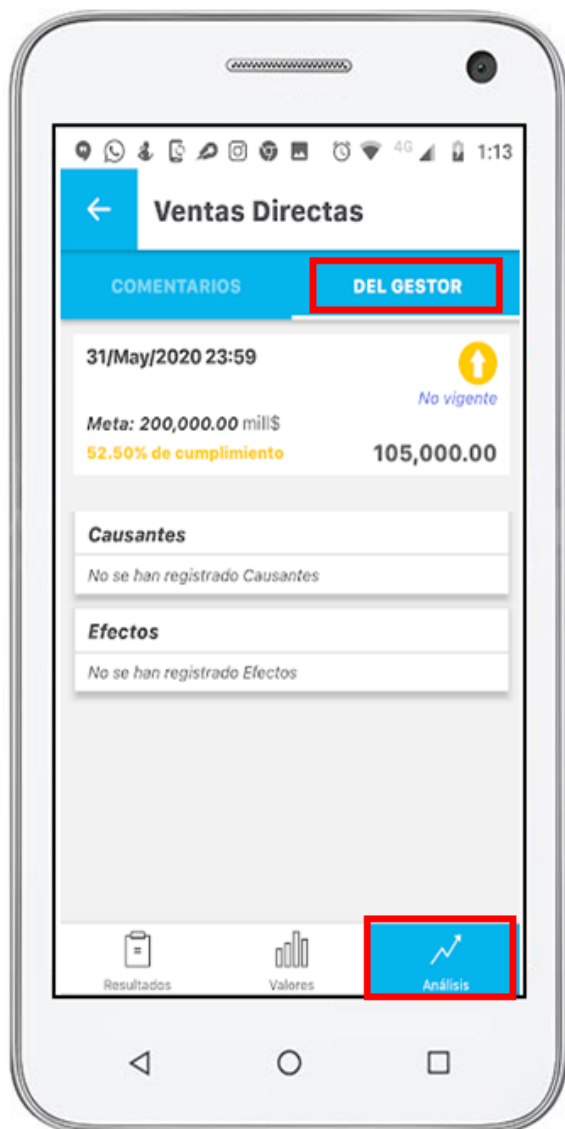 4G 1:13
Ventas Directas
COMENTARIOS DEL GESTOR
31/May/2020 23:59
No vigente
Meta: 200,000.00 mill$
52.50% de cumplimiento 105,000.00
Causantes
No se han registrado Causantes
Efectos
No se han registrado Efectos
Resultados Valores Análisis